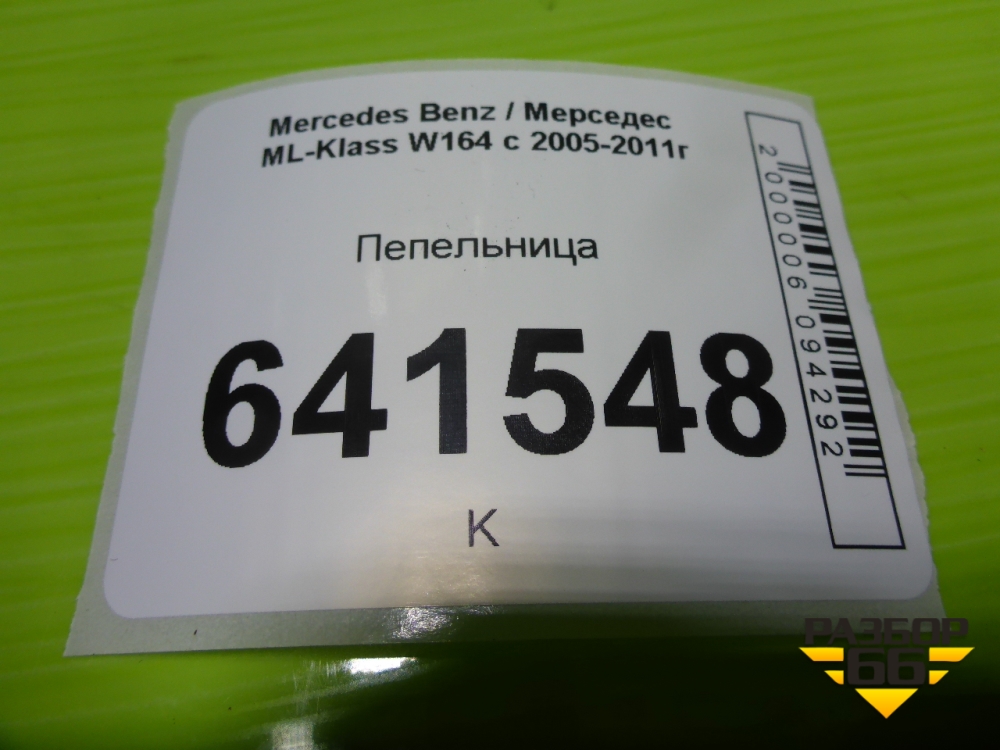 Mercedes Benz / Мерседес
ML-Klass W164 с 2005-2011г
Пепельница
641548
К
2000006094292
РАЗБОР
66